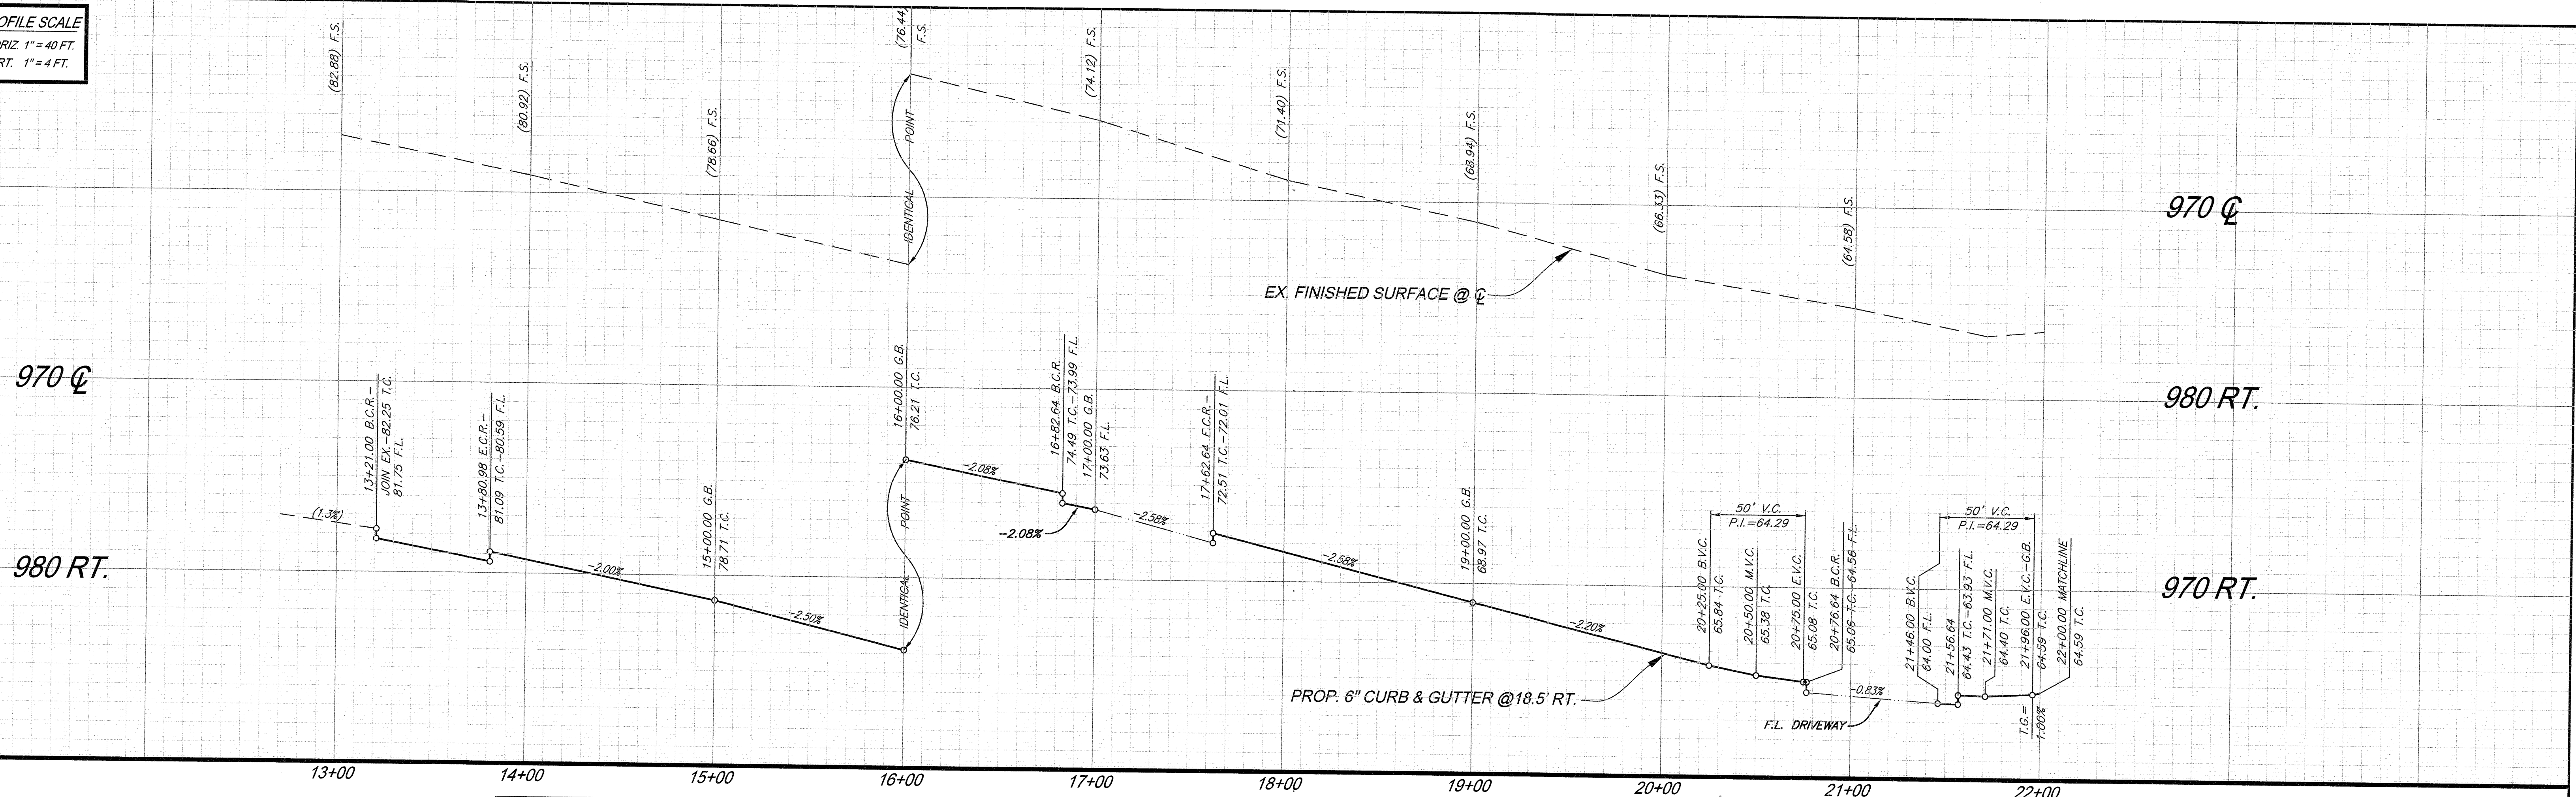 OFILE SCALE
RIZ. 1" = 40 FT.
RT. 1" = 4 FT.
(82.88) F.S.
(80.92) F.S.
(78.66) F.S.
(76.44)
F.S.
(74.12) F.S.
(71.40) F.S.
(68.94) F.S.
(66.33) F.S.
(64.58) F.S.
IDENTICAL POINT
EX. FINISHED SURFACE @ ℄
970 ℄
980 RT.
970 ℄
980 RT.
970 RT.
(1.3%)
13+21.00 B.C.R.-
JOIN EX.-82.25 T.C.
81.75 F.L.
13+80.98 E.C.R.-
81.09 T.C.-80.59 F.L.
-2.00%
15+00.00 G.B.
78.71 T.C.
-2.50%
16+00.00 G.B.
76.21 T.C.
IDENTICAL POINT
-2.08%
16+82.64 B.C.R.
74.49 T.C.-73.99 F.L.
17+00.00 G.B.
73.63 F.L.
-2.08%
-2.58%
17+62.64 E.C.R.-
72.51 T.C.-72.01 F.L.
-2.58%
19+00.00 G.B.
68.97 T.C.
-2.20%
PROP. 6" CURB & GUTTER @18.5' RT.
20+25.00 B.V.C.
65.84 T.C.
50' V.C.
P.I.=64.29
20+50.00 M.V.C.
65.38 T.C.
20+75.00 E.V.C.
65.08 T.C.
20+76.64 B.C.R.
65.06 T.C.-64.56 F.L.
-0.83%
F.L. DRIVEWAY
21+46.00 B.V.C.
64.00 F.L.
50' V.C.
P.I.=64.29
21+56.64
64.43 T.C.-63.93 F.L.
21+71.00 M.V.C
64.40 T.C.
21+96.00 E.V.C.-G.B.
64.59 T.C.
T.G.=
1.00%
22+00.00 MATCHLINE
64.59 T.C.
13+00
14+00
15+00
16+00
17+00
18+00
19+00
20+00
21+00
22+00